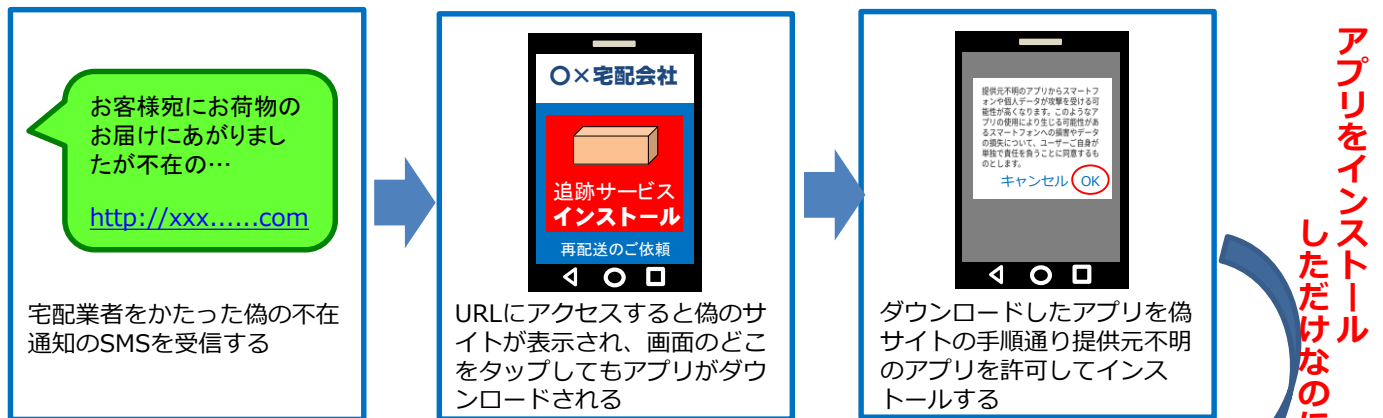 お客様宛にお荷物の
お届けにあがりまし
たが不在の…
http://xxx......com
宅配業者をかたった偽の不在
通知のSMSを受信する
〇×宅配会社
追跡サービス
インストール
再配送のご依頼
URLにアクセスすると偽のサ
イトが表示され、画面のどこ
をタップしてもアプリがダウ
ンロードされる
提供元不明のアプリからスマートフ
ォンや個人データが攻撃を受ける可
能性が高くなります。このようなア
プリの使用により生じる可能性があ
るスマートフォンへの損害やデータ
の損失について、ユーザーご自身が
単独で責任を負うことに同意するも
のとします。
キャンセル OK
ダウンロードしたアプリを偽
サイトの手順通り提供元不明
のアプリを許可してインス
トールする
アプリをインストール
しただけなのに